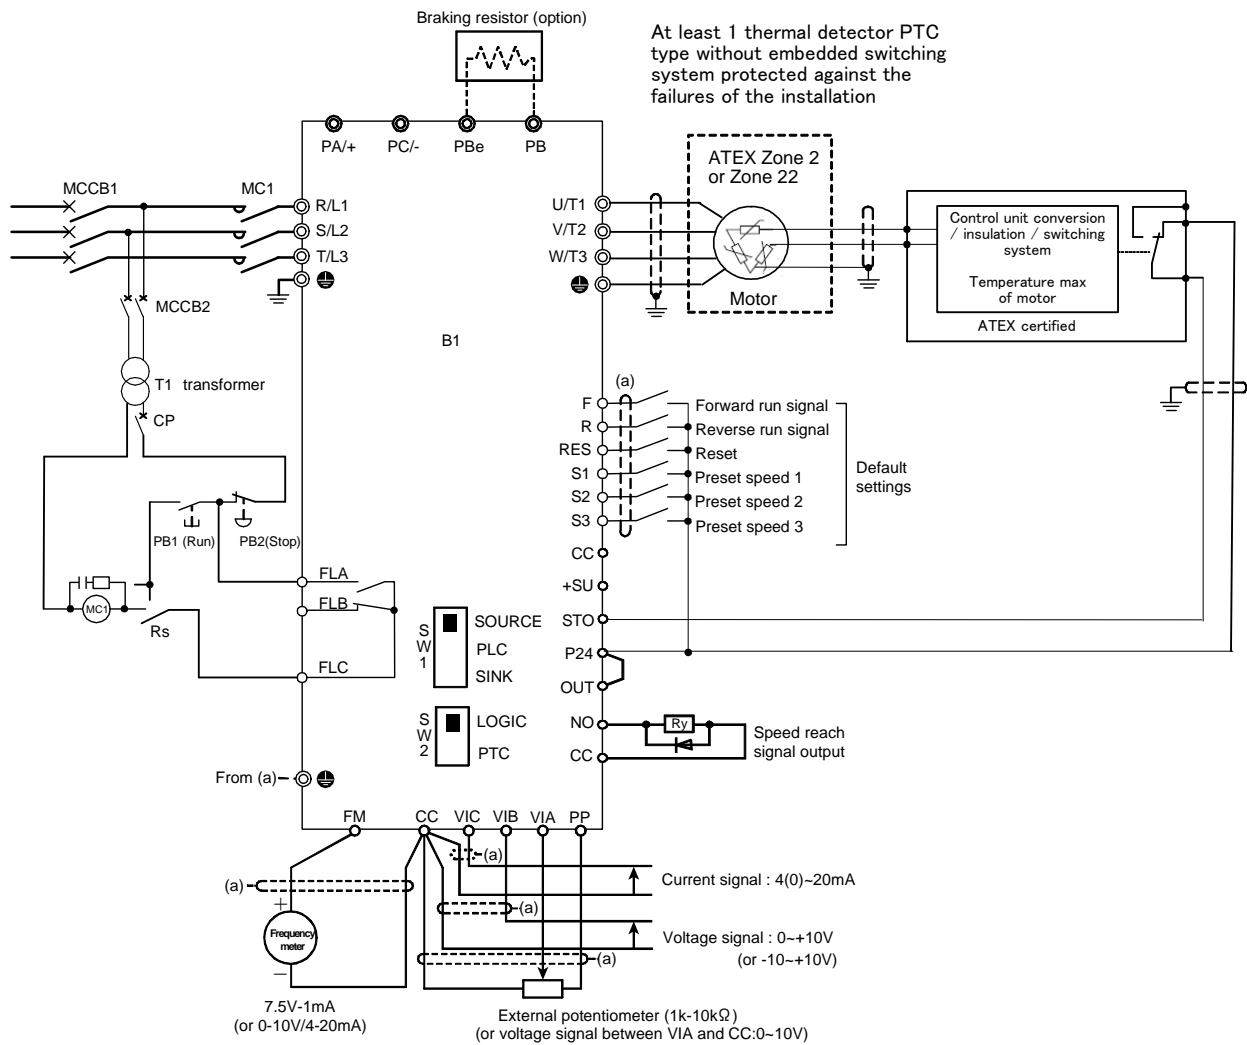 Braking resistor (option)
At least 1 thermal detector PTC
type without embedded switching
system protected against the
failures of the installation
PA/+
PC/-
PBe
PB
ATEX Zone 2
or Zone 22
MCCB1
MC1
R/L1
S/L2
T/L3
U/T1
V/T2
W/T3
Motor
Control unit conversion
/ insulation / switching
system
Temperature max
of motor
ATEX certified
MCCB2
B1
T1 transformer
CP
(a)
F
Forward run signal
R
Reverse run signal
RES
Reset
S1
Preset speed 1
S2
Preset speed 2
S3
Preset speed 3
Default
settings
PB1 (Run)
PB2(Stop)
CC
FLA
+SU
FLB
MC1
Rs
STO
SW1
SOURCE
PLC
SINK
FLC
P24
OUT
SW2
LOGIC
PTC
NO
Ry
CC
Speed reach
signal output
From (a)
FM
CC
VIC
VIB
VIA
PP
(a)
(a)
Current signal : 4(0)~20mA
(a)
+
Frequency
meter
−
Voltage signal : 0~+10V
(or -10~+10V)
(a)
7.5V-1mA
(or 0-10V/4-20mA)
External potentiometer (1k-10kΩ)
(or voltage signal between VIA and CC:0~10V)